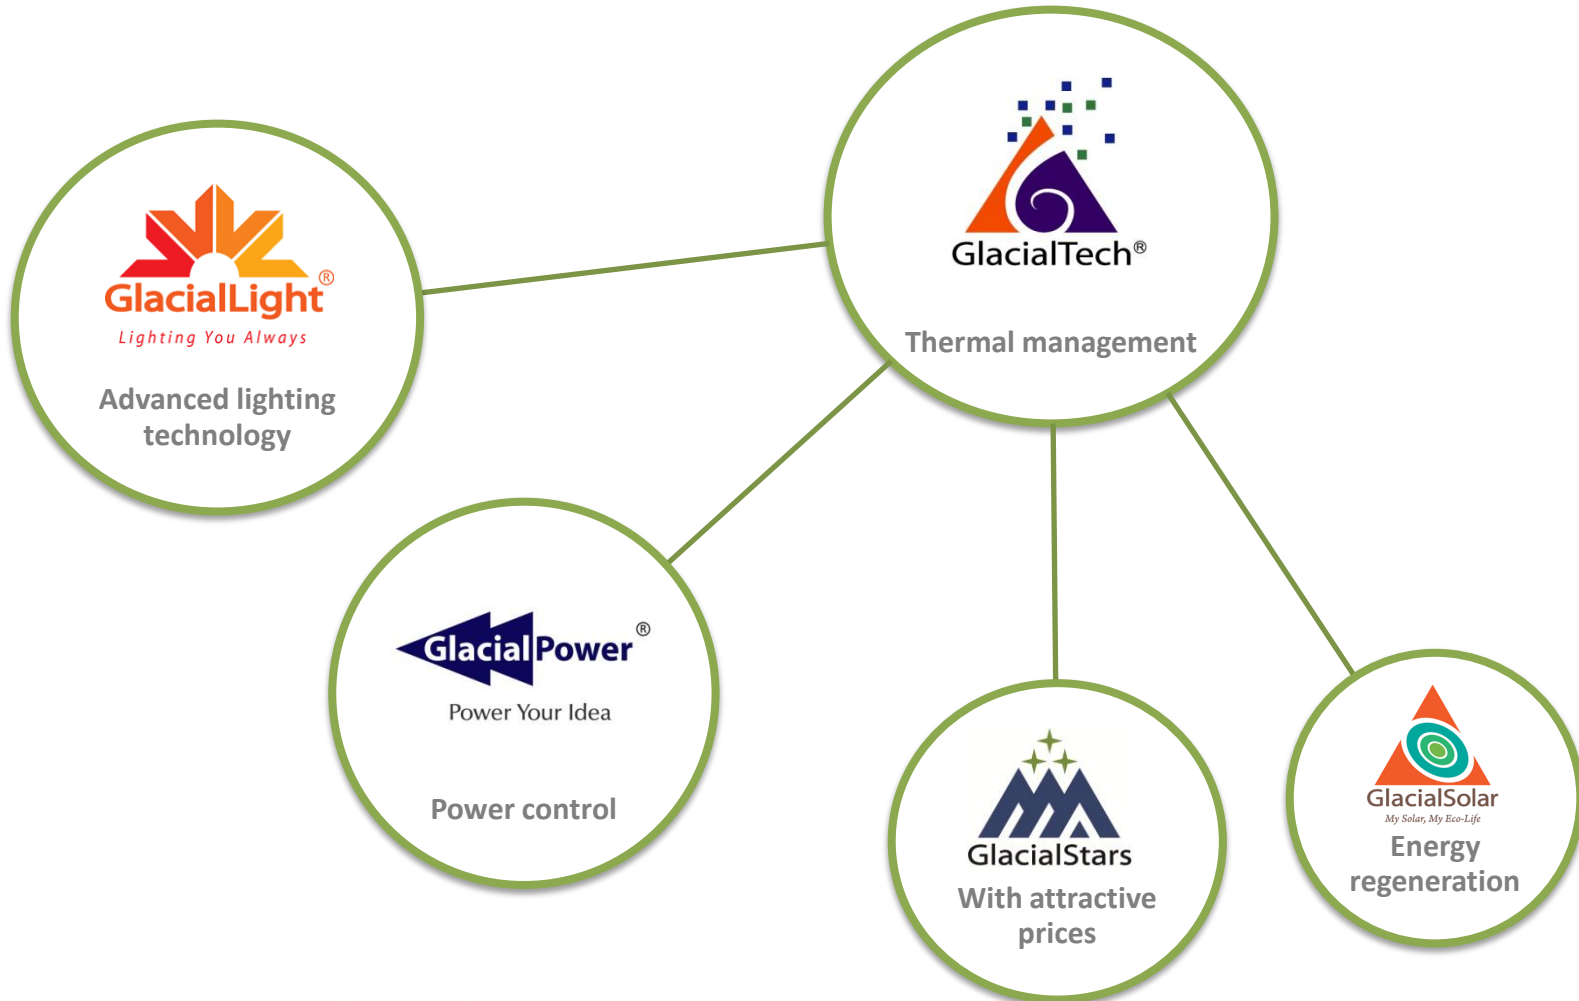 GlacialTech®
Thermal management
GlacialLight®
Lighting You Always
Advanced lighting
technology
GlacialPower®
Power Your Idea
Power control
GlacialStars
With attractive
prices
GlacialSolar
My Solar, My Eco-Life
Energy
regeneration